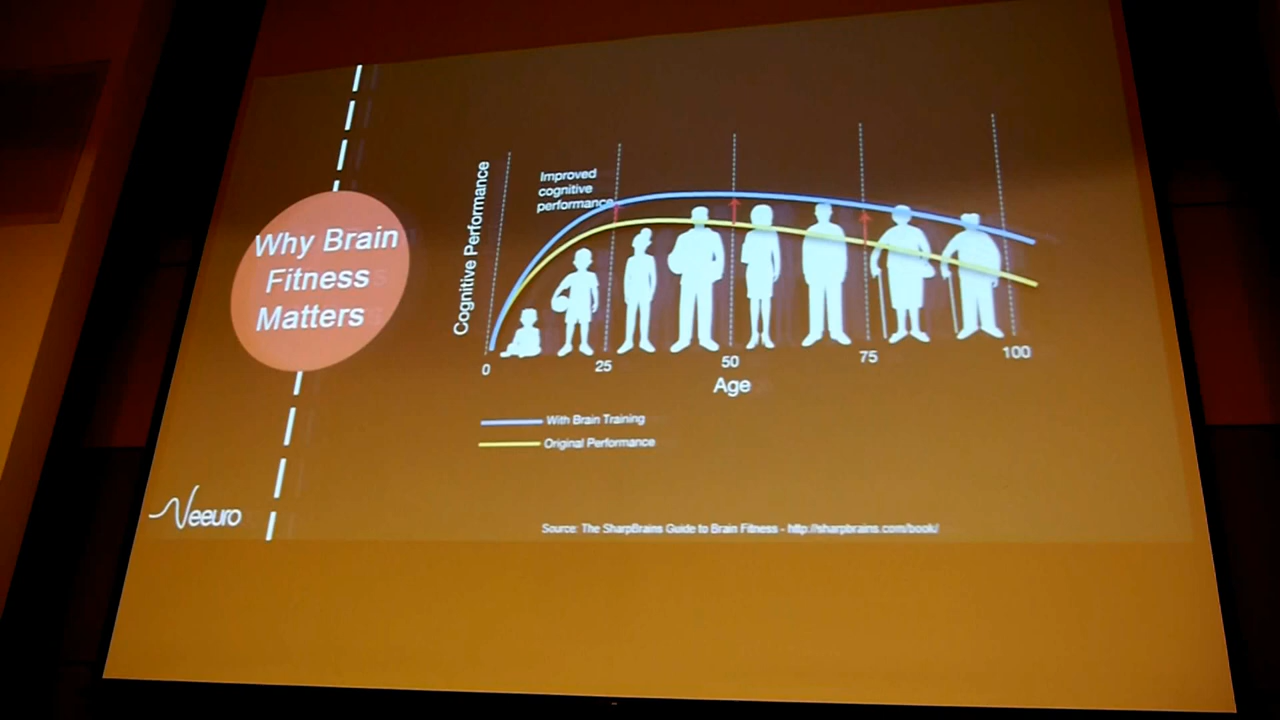 Why Brain
Fitness
Matters
Cognitive Performance
Improved
cognitive
performance
0
25
50
75
100
Age
With Brain Training
Original Performance
Neeuro
Source: The SharpBrains Guide to Brain Fitness - http://sharpbrains.com/book/